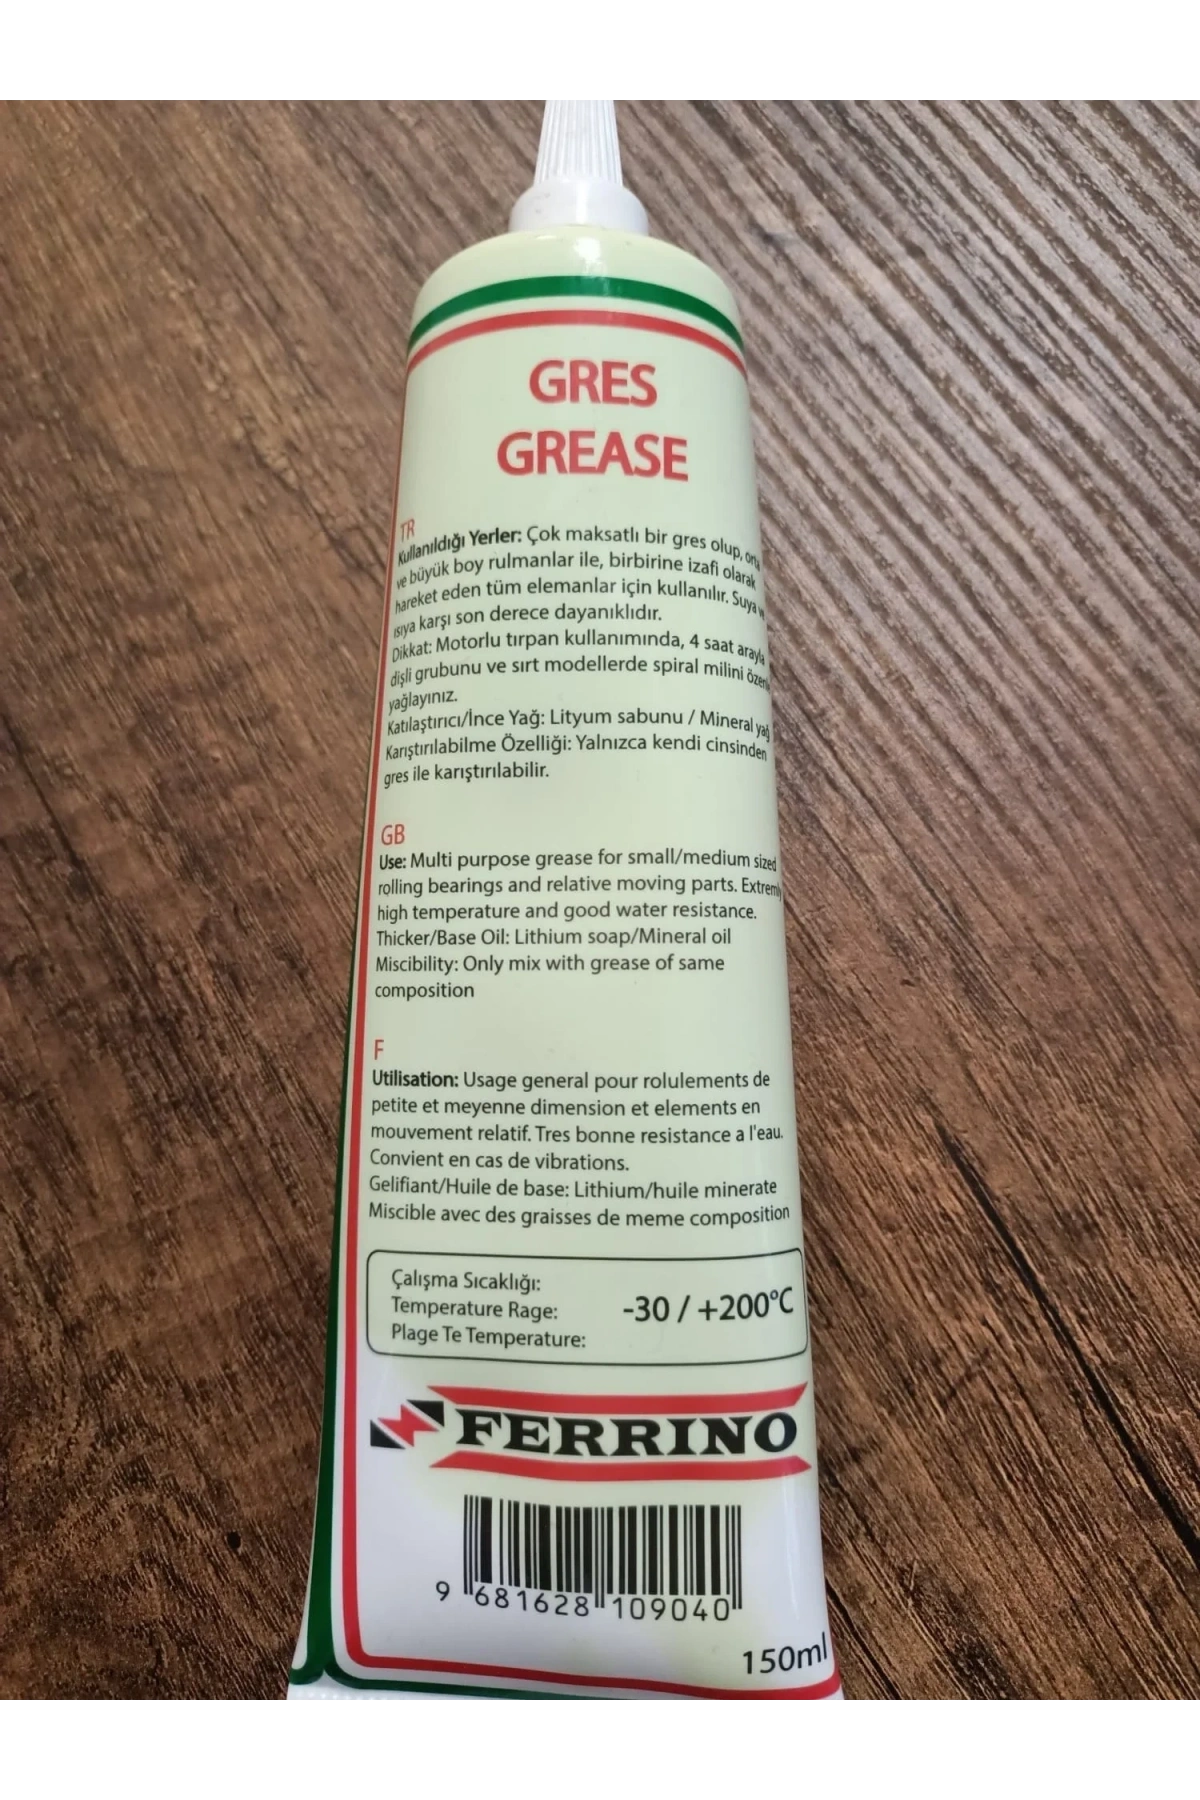 GRES
GREASE
TR
Kullanıldığı Yerler: Çok maksatlı bir gres olup, orta
ve büyük boy rulmanlar ile, birbirine izafi olarak
hareket eden tüm elemanlar için kullanılır. Suya
ısıya karşı son derece dayanıklıdır.
Dikkat: Motorlu tırpan kullanımında, 4 saat arayla
dişli grubunu ve sırt modellerde spiral milini
yağlayınız.
Katılaştırıcı/İnce Yağ: Lityum sabunu / Mineral yağ
Karıştırılabilme Özelliği: Yalnızca kendi cinsinden
gres ile karıştırılabilir.
GB
Use: Multi purpose grease for small/medium sized
rolling bearings and relative moving parts. Extremly
high temperature and good water resistance.
Thicker/Base Oil: Lithium soap/Mineral oil
Miscibility: Only mix with grease of same
composition
F
Utilisation: Usage general pour rolulements de
petite et meyenne dimension et elements en
mouvement relatif. Tres bonne resistance a l'eau.
Convient en cas de vibrations.
Gelifiant/Huile de base: Lithium/huile minerate
Miscible avec des graisses de meme composition
Çalışma Sıcaklığı:
Temperature Rage:
Plage Te Temperature:
-30 / +200°C
FERRINO
9 681628 109040
150ml